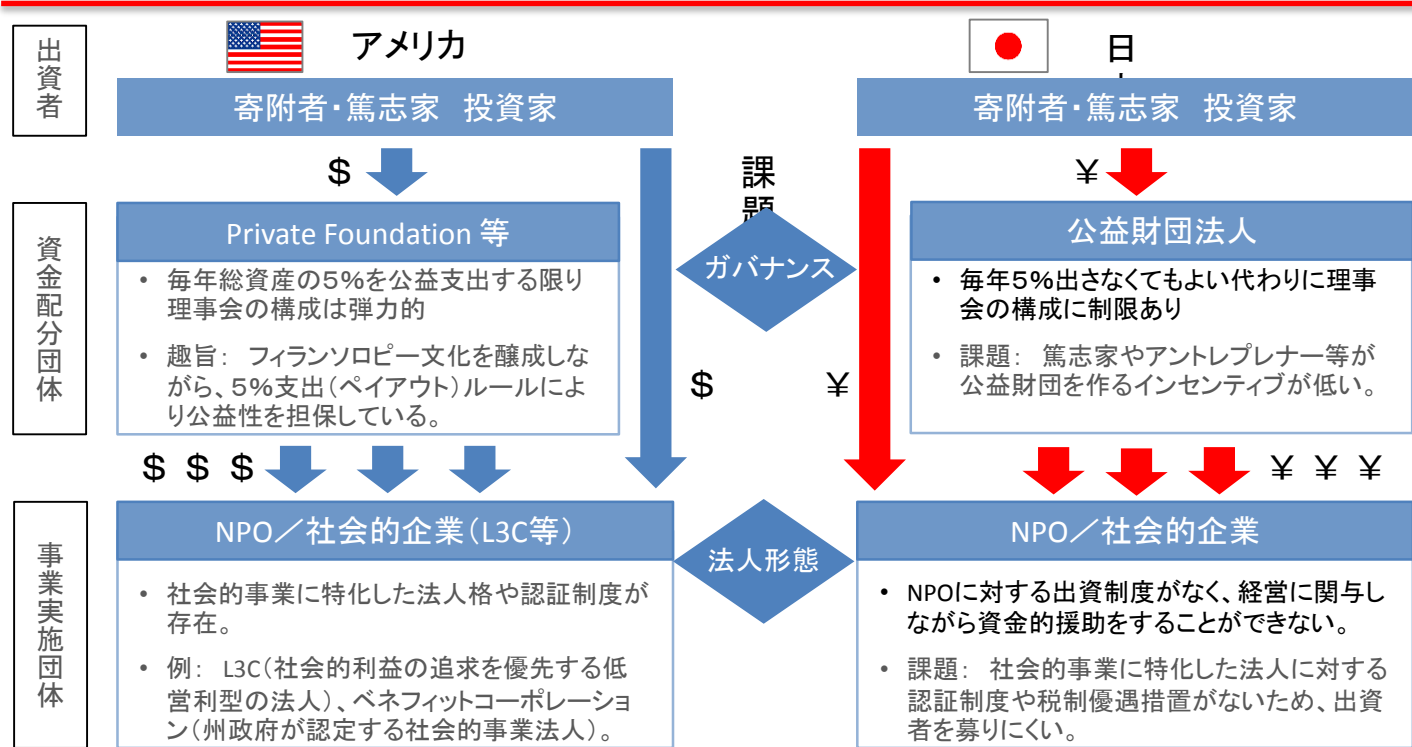 出資者
アメリカ
日
寄附者・篤志家　投資家
寄附者・篤志家　投資家
＄
課
題
￥
資金配分団体
Private Foundation 等
• 毎年総資産の５%を公益支出する限り
理事会の構成は弾力的
• 趣旨：　フィランソロピー文化を醸成しな
がら、５%支出（ペイアウト）ルールによ
り公益性を担保している。
ガバナンス
公益財団法人
• 毎年５%出さなくてもよい代わりに理事
会の構成に制限あり
• 課題：　篤志家やアントレプレナー等が
公益財団を作るインセンティブが低い。
＄
￥
＄ ＄ ＄
￥ ￥ ￥
事業実施団体
NPO／社会的企業（L3C等）
• 社会的事業に特化した法人格や認証制度が
存在。
• 例：　L3C（社会的利益の追求を優先する低
営利型の法人）、ベネフィットコーポレーショ
ン（州政府が認定する社会的事業法人）。
法人形態
NPO／社会的企業
• NPOに対する出資制度がなく、経営に関与し
ながら資金的援助をすることができない。
• 課題：　社会的事業に特化した法人に対する
認証制度や税制優遇措置がないため、出資
者を募りにくい。